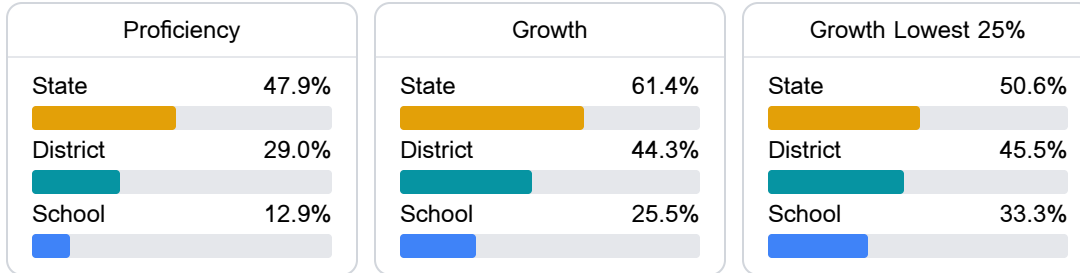 Proficiency
State 47.9%
District 29.0%
School 12.9%
Growth
State 61.4%
District 44.3%
School 25.5%
Growth Lowest 25%
State 50.6%
District 45.5%
School 33.3%